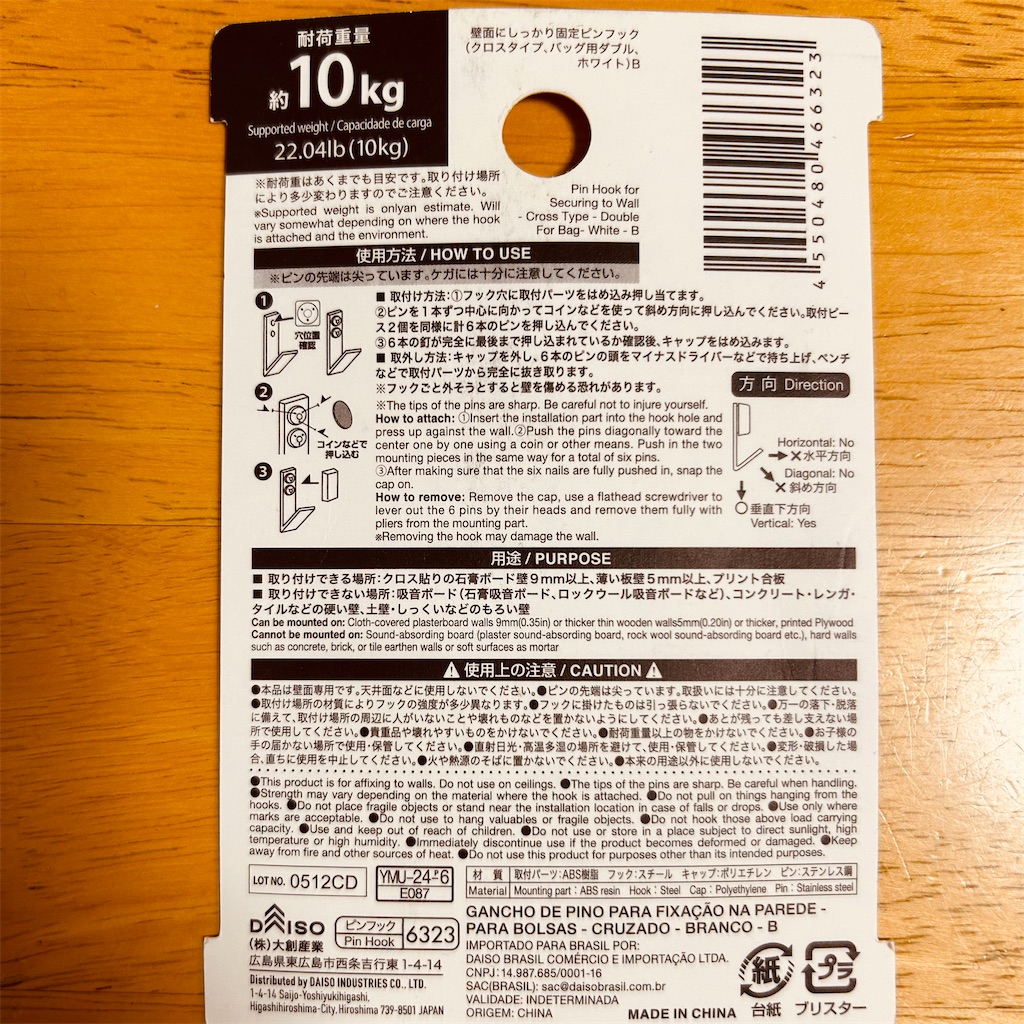 耐荷重量
約10kg
Supported weight / Capacidade de carga
22.04lb (10kg)
※耐荷重はあくまでも目安です。取り付け場所
により多少変わりますのでご注意ください。
※Supported weight is onlyan estimate. Will
vary somewhat depending on where the hook
is attached and the environment.
壁面にしっかり固定ピンフック
(クロスタイプ、バッグ用ダブル、
ホワイト)B
Pin Hook for
Securing to Wall
- Cross Type - Double
For Bag- White - B
4550480466323
使用方法 / HOW TO USE
※ピンの先端は尖っています。ケガには十分に注意してください。
1
穴位置
確認
2
コインなどで
押し込む
3
■ 取付け方法:①フック穴に取付パーツをはめ込み押し当てます。
②ピンを1本ずつ中心に向かってコインなどを使って斜め方向に押し込んでください。取付ピー
ス2個を同様に計6本のピンを押し込んでください。
③6本の釘が完全に最後まで押し込まれているか確認後、キャップをはめ込みます。
■ 取外し方法:キャップを外し、6本のピンの頭をマイナスドライバーなどで持ち上げ、ペンチ
などで取付パーツから完全に抜き取ります。
※フックごと外そうとすると壁を傷める恐れがあります。
※The tips of the pins are sharp. Be careful not to injure yourself.
How to attach: ①Insert the installation part into the hook hole and
press up against the wall.②Push the pins diagonally toward the
center one by one using a coin or other means. Push in the two
mounting pieces in the same way for a total of six pins.
③After making sure that the six nails are fully pushed in, snap the
cap on.
How to remove: Remove the cap, use a flathead screwdriver to
lever out the 6 pins by their heads and remove them fully with
pliers from the mounting part.
※Removing the hook may damage the wall.
方向 Direction
Horizontal: No
✕水平方向
Diagonal: No
✕斜め方向
○垂直下方向
Vertical: Yes
用途 / PURPOSE
■ 取り付けできる場所:クロス貼りの石膏ボード壁9mm以上、薄い板壁5mm以上、プリント合板
■ 取り付けできない場所:吸音ボード(石膏吸音ボード、ロックウール吸音ボードなど)、コンクリート・レンガ・
タイルなどの硬い壁、土壁・しっくいなどのもろい壁
Can be mounted on: Cloth-covered plasterboard walls 9mm(0.35in) or thicker thin wooden walls5mm(0.20in) or thicker, printed Plywood
Cannot be mounted on: Sound-absording board (plaster sound-absording board, rock wool sound-absording board etc.), hard walls
such as concrete, brick, or tile earthen walls or soft surfaces as mortar
使用上の注意 / CAUTION
●本品は壁面専用です。天井面などに使用しないでください。●ピンの先端は尖っています。取扱いには十分に注意してください。
●取付け場所の材質によりフックの強度が多少異なります。●フックに掛けたものは引っ張らないでください。●万一の落下・脱落
に備えて、取付け場所の周辺に人がいないことや壊れものなどを置かないようにしてください。●あとが残っても差し支えない場
所で使用してください。●貴重品や壊れやすいものをかけないでください。●耐荷重量以上の物をかけないでください。●お子様の
手の届かない場所で使用・保管してください。●直射日光・高温多湿の場所を避けて、使用・保管してください。●変形・破損した場
合、直ちに使用を中止してください。●火や熱源のそばに置かないでください。●本来の用途以外に使用しないでください。
●This product is for affixing to walls. Do not use on ceilings. ●The tips of the pins are sharp. Be careful when handling.
●Strength may vary depending on the material where the hook is attached. ●Do not pull on things hanging from the
hooks. ●Do not place fragile objects or stand near the installation location in case of falls or drops. ●Use only where
marks are acceptable. ●Do not use to hang valuables or fragile objects. ●Do not hook those above load carrying
capacity. ●Use and keep out of reach of children. ●Do not use or store in a place subject to direct sunlight, high
temperature or high humidity. ●Immediately discontinue use if the product becomes deformed or damaged. ●Keep
away from fire and other sources of heat. ●Do not use this product for purposes other than its intended purposes.
LOT NO. 0512CD
YMU-24-#6
E087
材 質 取付パーツ:ABS樹脂 フック:スチール キャップ:ポリエチレン ピン:ステンレス鋼
Material Mounting part : ABS resin Hook : Steel Cap : Polyethylene Pin : Stainless steel
DAISO
(株)大創産業
ピンフック
Pin Hook
6323
広島県東広島市西条吉行東 1-4-14
Distributed by DAISO INDUSTRIES CO., LTD.
1-4-14 Saijo-Yoshiyukihigashi,
Higashihiroshima-City, Hiroshima 739-8501 JAPAN
GANCHO DE PINO PARA FIXAÇÃO NA PAREDE -
PARA BOLSAS - CRUZADO - BRANCO - B
IMPORTADO PARA BRASIL POR:
DAISO BRASIL COMÉRCIO E IMPORTAÇÃO LTDA.
CNPJ: 14.987.685/0001-16
SAC(BRASIL): sac@daisobrasil.com.br
VALIDADE: INDETERMINADA
ORIGEM: CHINA
MADE IN CHINA
紙
台紙
プラ
ブリスター